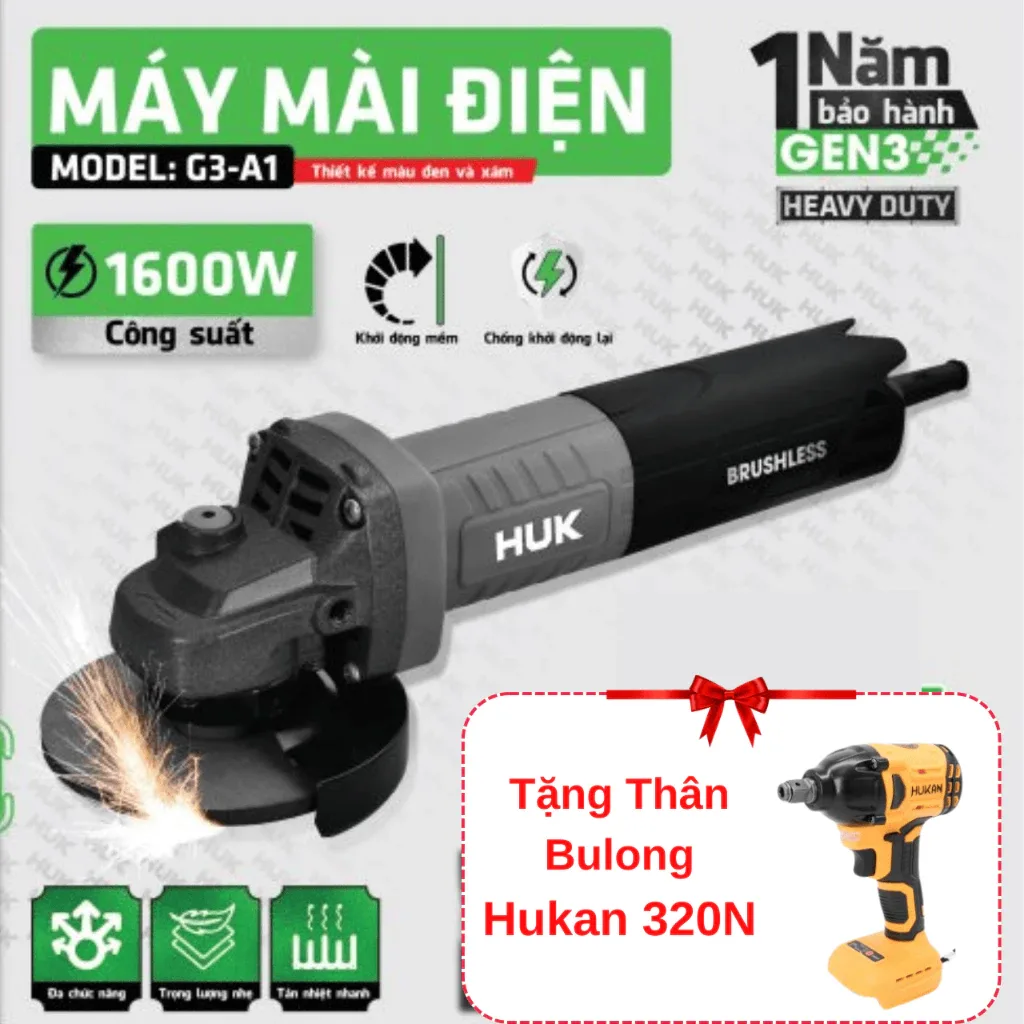 MÁY MÀI ĐIỆN
MODEL: G3-A1
Thiết kế màu đen và xám
1 Năm
bảo hành
GEN3
HEAVY DUTY
1600W
Công suất
Khởi động mềm
Chống khởi động lại
BRUSHLESS
HUK
Tặng Thân
Bulong
Hukan 320N
HUKAN
Đa chức năng
Trọng lượng nhẹ
Tản nhiệt nhanh